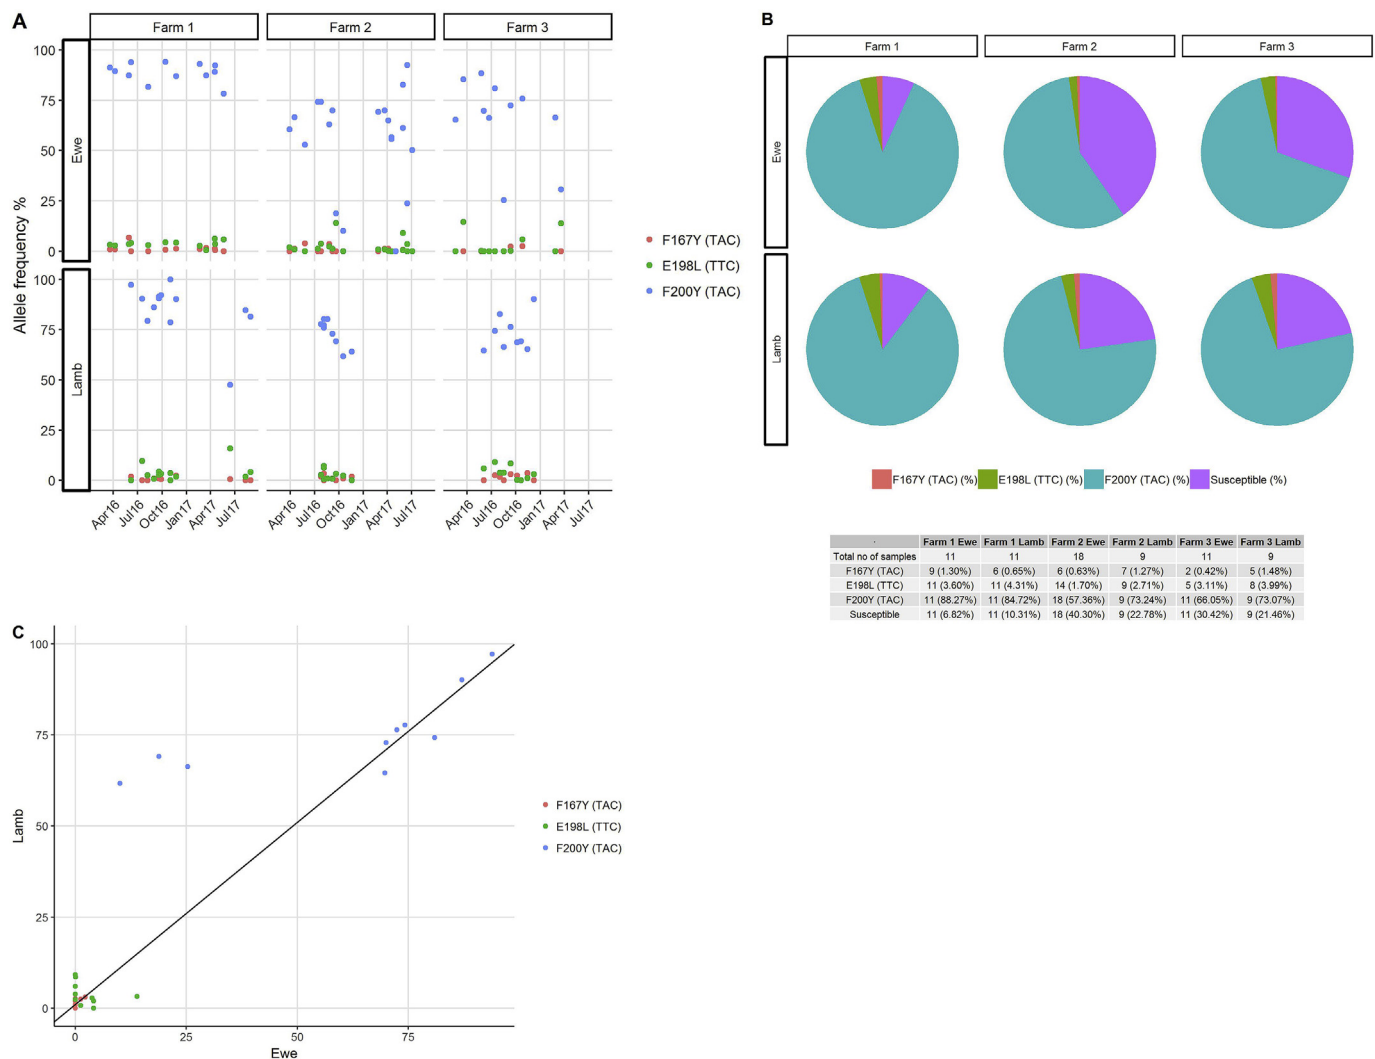 A
Farm 1 Farm 2 Farm 3
Allele frequency %
Ewe
100
75
50
25
0
Lamb
100
75
50
25
0
Apr16 Jul16 Oct16 Jan17 Apr17 Jul17 Apr16 Jul16 Oct16 Jan17 Apr17 Jul17 Apr16 Jul16 Oct16 Jan17 Apr17 Jul17
F167Y (TAC)
E198L (TTC)
F200Y (TAC)
B
Farm 1 Farm 2 Farm 3
Ewe
Lamb
F167Y (TAC) (%) E198L (TTC) (%) F200Y (TAC) (%) Susceptible (%)
. Farm 1 Ewe Farm 1 Lamb Farm 2 Ewe Farm 2 Lamb Farm 3 Ewe Farm 3 Lamb
Total no of samples 11 11 18 9 11 9
F167Y (TAC) 9 (1.30%) 6 (0.65%) 6 (0.63%) 7 (1.27%) 2 (0.42%) 5 (1.48%)
E198L (TTC) 11 (3.60%) 11 (4.31%) 14 (1.70%) 9 (2.71%) 5 (3.11%) 8 (3.99%)
F200Y (TAC) 11 (88.27%) 11 (84.72%) 18 (57.36%) 9 (73.24%) 11 (66.05%) 9 (73.07%)
Susceptible 11 (6.82%) 11 (10.31%) 18 (40.30%) 9 (22.78%) 11 (30.42%) 9 (21.46%)
C
Lamb
100
75
50
25
0
0 25 50 75
Ewe
F167Y (TAC)
E198L (TTC)
F200Y (TAC)